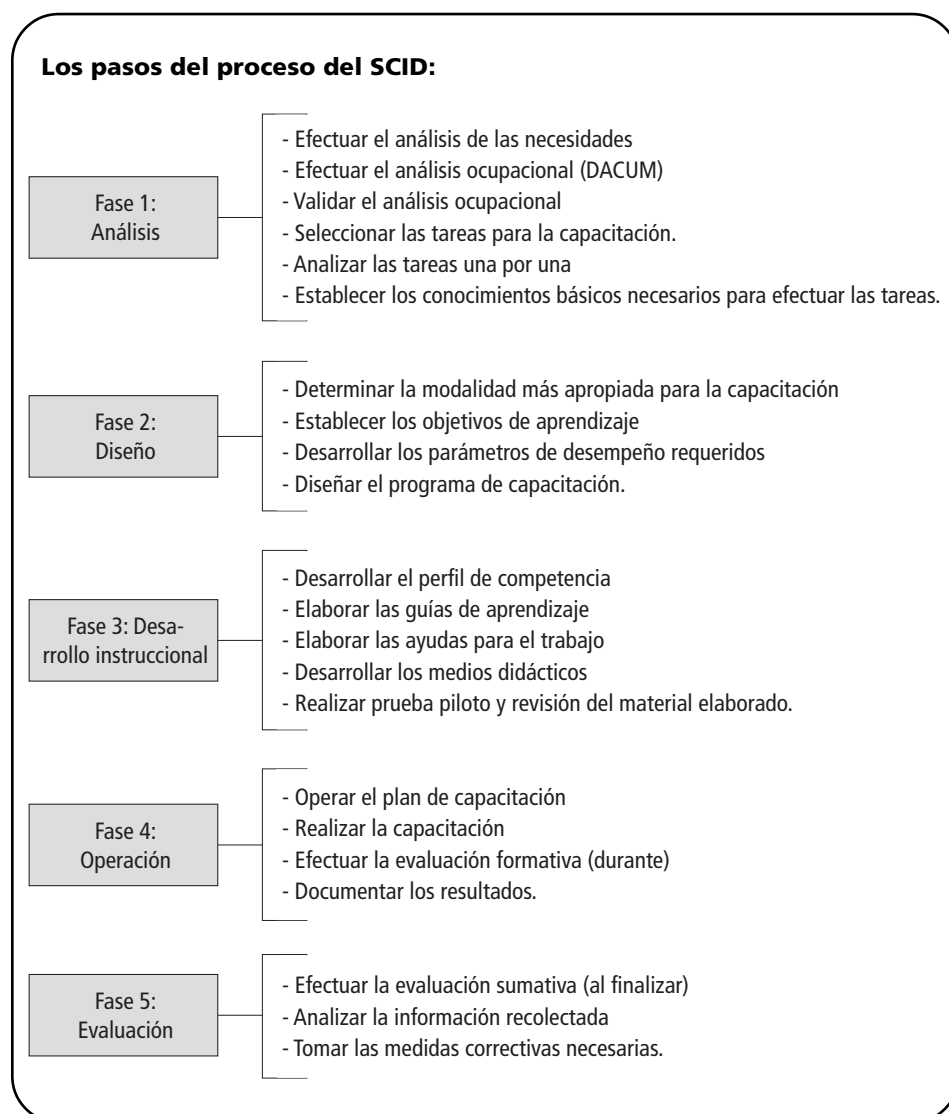 Los pasos del proceso del SCID:
Fase 1:
Análisis
- Efectuar el análisis de las necesidades
- Efectuar el análisis ocupacional (DACUM)
- Validar el análisis ocupacional
- Seleccionar las tareas para la capacitación.
- Analizar las tareas una por una
- Establecer los conocimientos básicos necesarios para efectuar las tareas.
Fase 2:
Diseño
- Determinar la modalidad más apropiada para la capacitación
- Establecer los objetivos de aprendizaje
- Desarrollar los parámetros de desempeño requeridos
- Diseñar el programa de capacitación.
Fase 3: Desa-
rrollo instruccional
- Desarrollar el perfil de competencia
- Elaborar las guías de aprendizaje
- Elaborar las ayudas para el trabajo
- Desarrollar los medios didácticos
- Realizar prueba piloto y revisión del material elaborado.
Fase 4:
Operación
- Operar el plan de capacitación
- Realizar la capacitación
- Efectuar la evaluación formativa (durante)
- Documentar los resultados.
Fase 5:
Evaluación
- Efectuar la evaluación sumativa (al finalizar)
- Analizar la información recolectada
- Tomar las medidas correctivas necesarias.